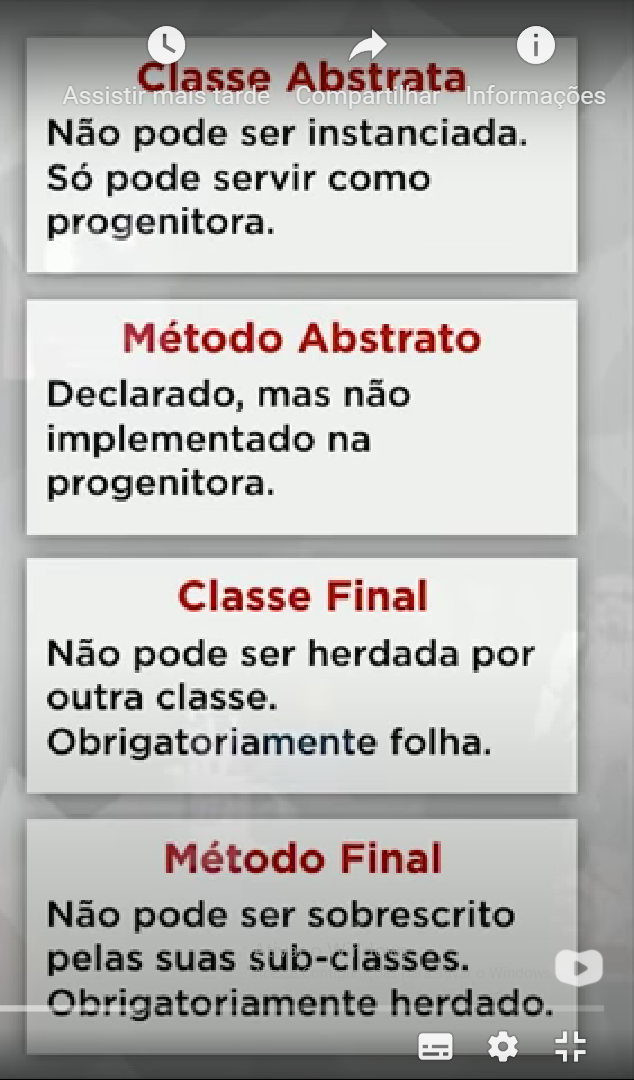 Classe Abstrata
Assistir mais tarde Compartilhar Informações
Não pode ser instanciada.
Só pode servir como
progenitora.
Método Abstrato
Declarado, mas não
implementado na
progenitora.
Classe Final
Não pode ser herdada por
outra classe.
Obrigatoriamente folha.
Método Final
Não pode ser sobrescrito
pelas suas sub-classes.
Obrigatoriamente herdado.